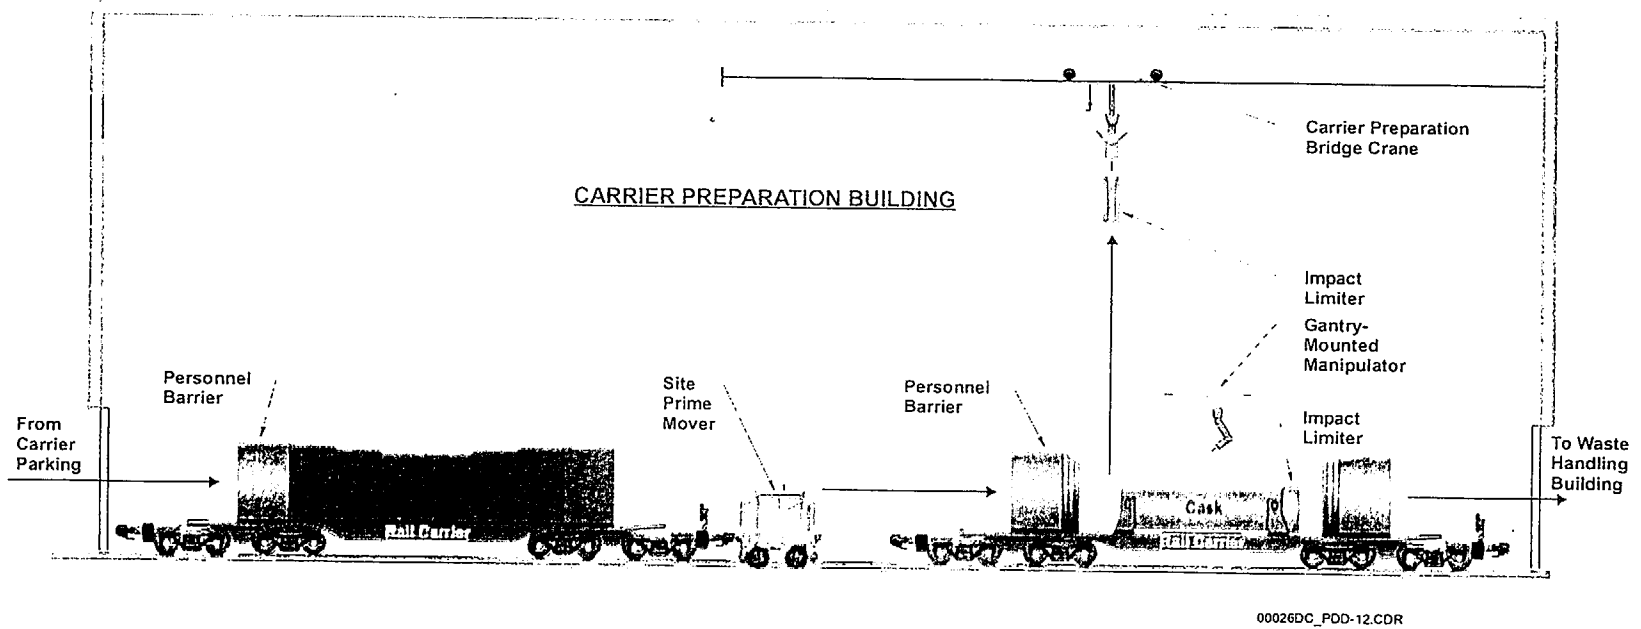 Carrier Preparation
Bridge Crane
CARRIER PREPARATION BUILDING
Impact
Limiter
Gantry-
Mounted
Manipulator
Personnel
Barrier
Site
Prime
Mover
Personnel
Barrier
Impact
Limiter
From
Carrier
Parking
To Waste
Handling
Building
Cask
Rail Carrier
Rail Carrier
00026DC_PDD-12.CDR